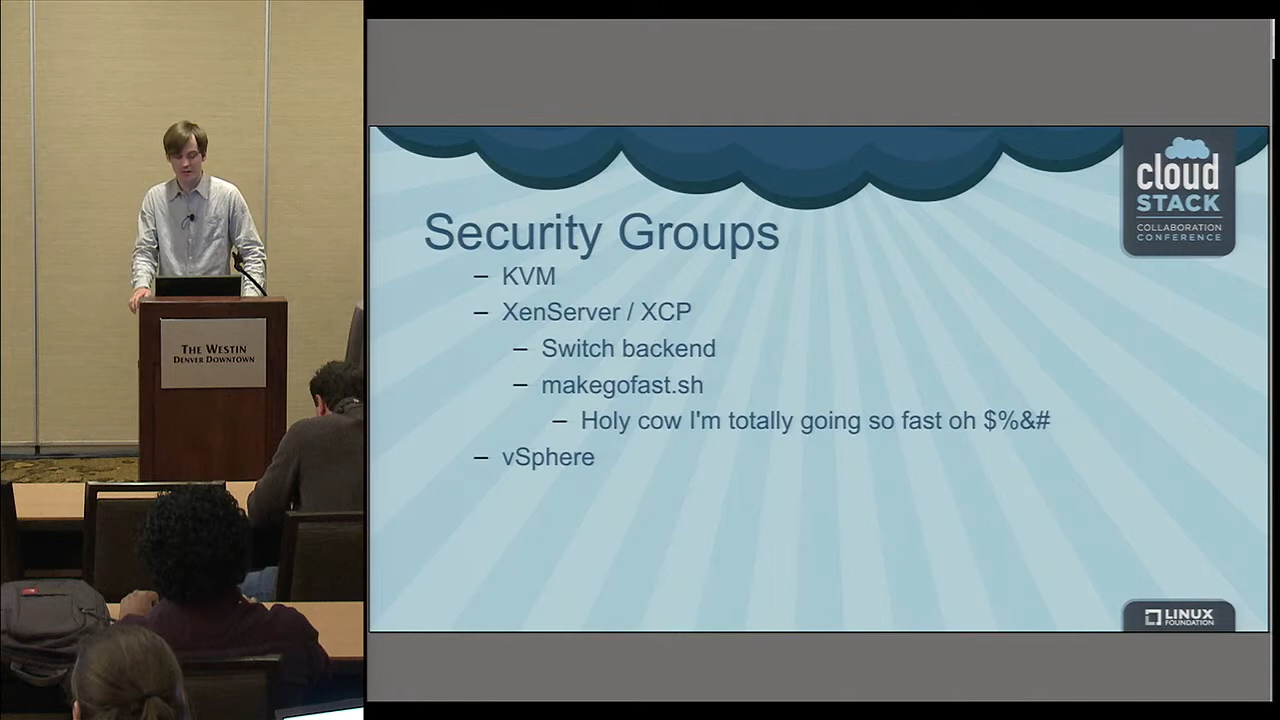 THE WESTIN
DENVER DOWNTOWN
cloud
STACK
COLLABORATION
CONFERENCE
Security Groups
– KVM
– XenServer / XCP
– Switch backend
– makegofast.sh
– Holy cow I'm totally going so fast oh $%&#
– vSphere
LINUX
FOUNDATION